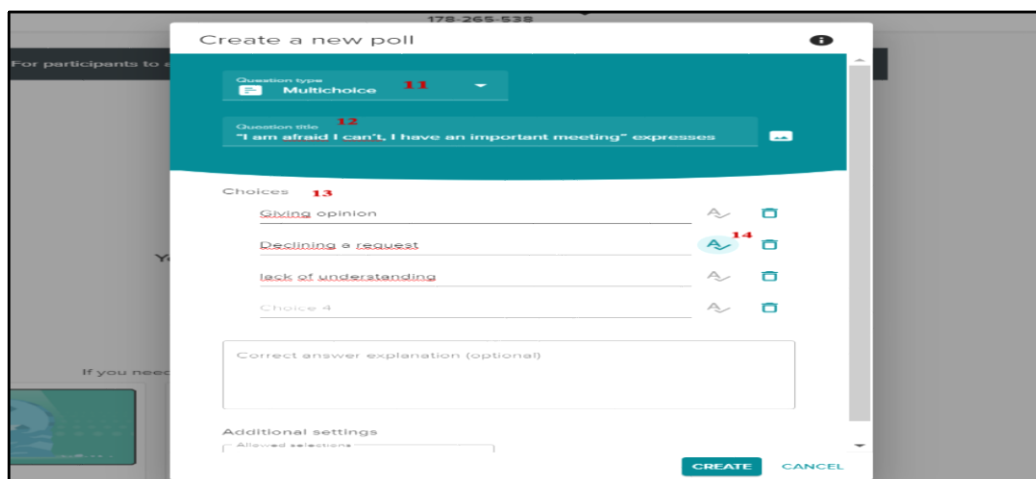 178-265-538
Create a new poll
For participants to a
Question type
Multichoice 11
Question title 12
"I am afraid I can't, I have an important meeting" expresses
Choices 13
Giving opinion
Declining a request 14
lack of understanding
Choice 4
Correct answer explanation (optional)
If you need
Additional settings
Allowed selections
CREATE CANCEL